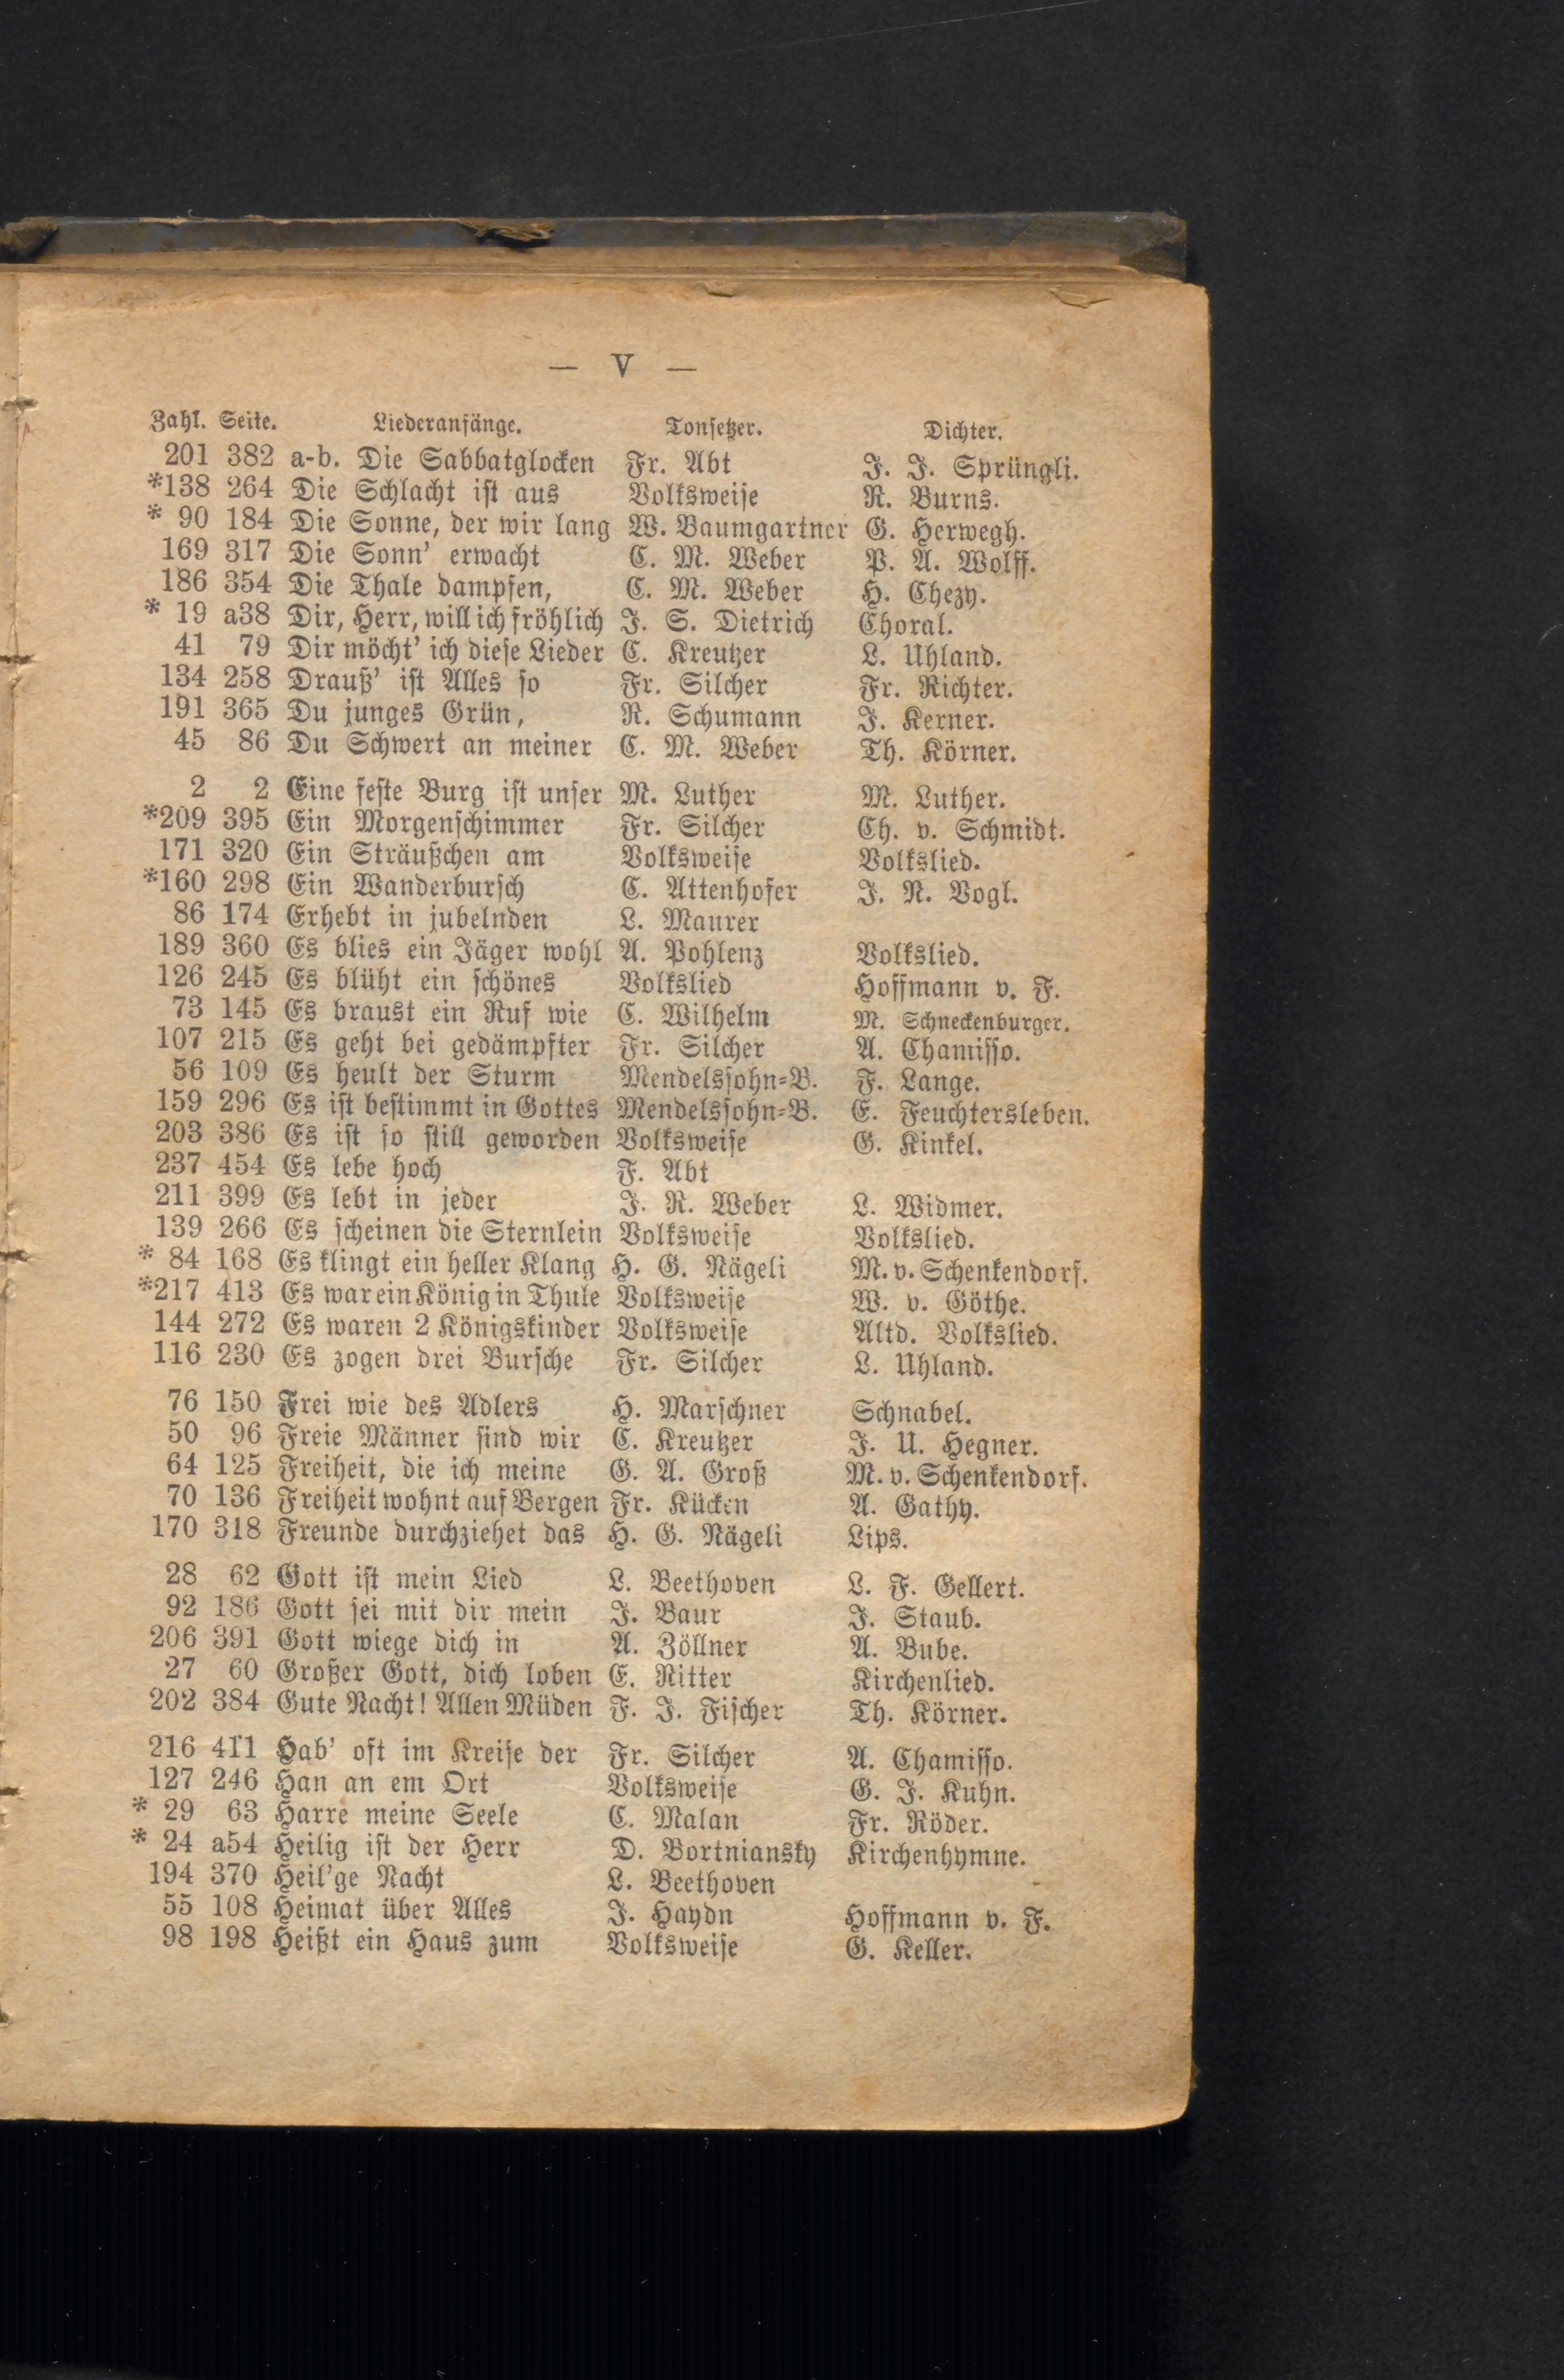 — V —
Zahl. Seite. Liederanfänge. Tonsetzer. Dichter.
201 382 a-b. Die Sabbatglocken Fr. Abt J. J. Sprüngli.
*138 264 Die Schlacht ist aus Volksweise R. Burns.
* 90 184 Die Sonne, der wir lang W. Baumgartner G. Herwegh.
169 317 Die Sonn' erwacht C. M. Weber P. A. Wolff.
186 354 Die Thale dampfen, C. M. Weber H. Chezy.
* 19 a38 Dir, Herr, will ich fröhlich J. S. Dietrich Choral.
41 79 Dir möcht' ich diese Lieder C. Kreutzer L. Uhland.
134 258 Drauß' ist Alles so Fr. Silcher Fr. Richter.
191 365 Du junges Grün, R. Schumann J. Kerner.
45 86 Du Schwert an meiner C. M. Weber Th. Körner.
2 2 Eine feste Burg ist unser M. Luther M. Luther.
*209 395 Ein Morgenschimmer Fr. Silcher Ch. v. Schmidt.
171 320 Ein Sträußchen am Volksweise Volkslied.
*160 298 Ein Wanderbursch C. Attenhofer J. N. Vogl.
86 174 Erhebt in jubelnden L. Maurer
189 360 Es blies ein Jäger wohl A. Pohlenz Volkslied.
126 245 Es blüht ein schönes Volkslied Hoffmann v. F.
73 145 Es braust ein Ruf wie C. Wilhelm M. Schneckenburger.
107 215 Es geht bei gedämpfter Fr. Silcher A. Chamisso.
56 109 Es heult der Sturm Mendelssohn-B. F. Lange.
159 296 Es ist bestimmt in Gottes Mendelssohn-B. E. Feuchtersleben.
203 386 Es ist so still geworden Volksweise G. Kinkel.
237 454 Es lebe hoch F. Abt
211 399 Es lebt in jeder J. R. Weber L. Widmer.
139 266 Es scheinen die Sternlein Volksweise Volkslied.
* 84 168 Es klingt ein heller Klang H. G. Nägeli M. v. Schenkendorf.
*217 413 Es war ein König in Thule Volksweise W. v. Göthe.
144 272 Es waren 2 Königskinder Volksweise Altd. Volkslied.
116 230 Es zogen drei Bursche Fr. Silcher L. Uhland.
76 150 Frei wie des Adlers H. Marschner Schnabel.
50 96 Freie Männer sind wir C. Kreutzer J. U. Hegner.
64 125 Freiheit, die ich meine G. A. Groß M. v. Schenkendorf.
70 136 Freiheit wohnt auf Bergen Fr. Kücken A. Gathy.
170 318 Freunde durchziehet das H. G. Nägeli Lips.
28 62 Gott ist mein Lied L. Beethoven L. F. Gellert.
92 186 Gott sei mit dir mein J. Baur J. Staub.
206 391 Gott wiege dich in A. Zöllner A. Bube.
27 60 Großer Gott, dich loben E. Ritter Kirchenlied.
202 384 Gute Nacht! Allen Müden F. J. Fischer Th. Körner.
216 411 Hab' oft im Kreise der Fr. Silcher A. Chamisso.
127 246 Han an em Ort Volksweise G. J. Kuhn.
* 29 63 Harre meine Seele C. Malan Fr. Röder.
* 24 a54 Heilig ist der Herr D. Bortniansky Kirchenhymne.
194 370 Heil'ge Nacht L. Beethoven
55 108 Heimat über Alles J. Haydn Hoffmann v. F.
98 198 Heißt ein Haus zum Volksweise G. Keller.